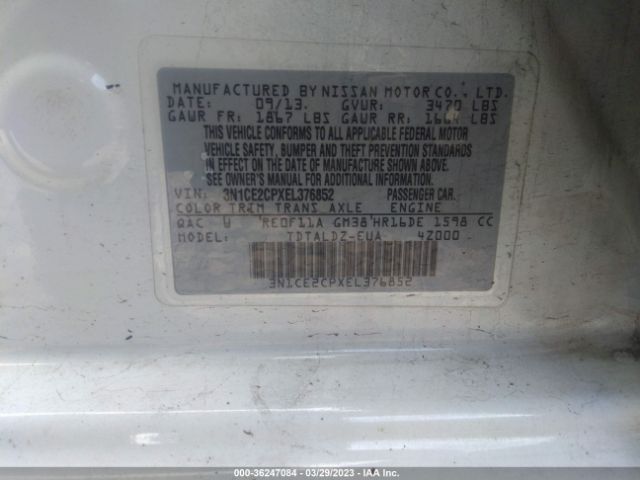 MANUFACTURED BY NISSAN MOTOR CO., LTD.
DATE: 09/13. GVWR: 3470 LBS
GAWR FR: 1867 LBS GAWR RR: 1664 LBS
THIS VEHICLE CONFORMS TO ALL APPLICABLE FEDERAL MOTOR
VEHICLE SAFETY, BUMPER AND THEFT PREVENTION STANDARDS
IN EFFECT ON THE DATE OF MANUFACTURE SHOWN ABOVE.
SEE OWNER'S MANUAL FOR ADDITIONAL INFORMATION.
VIN: 3N1CE2CPXEL376852 PASSENGER CAR.
COLOR TRIM TRANS AXLE ENGINE
QAC U RE0F11A GM38 HR16DE 1598 CC
TDTALDZ-EUA 4Z000
3N1CE2CPXEL376852
000-36247084 - 03/29/2023 - IAA Inc.